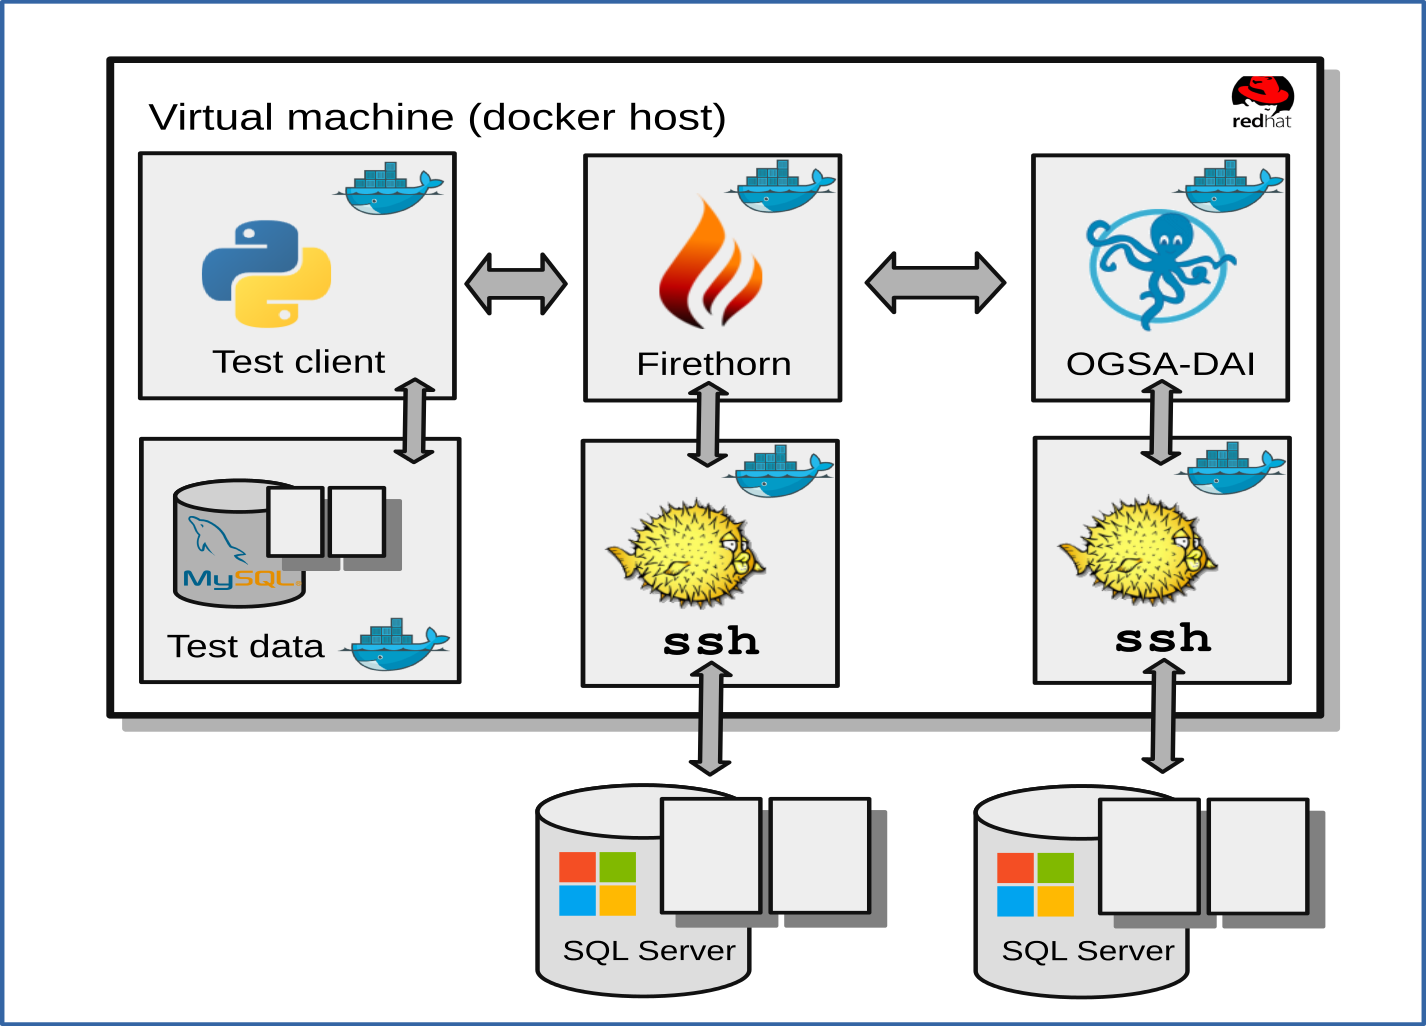 Virtual machine (docker host)
redhat
Test client
Firethorn
OGSA-DAI
MySQL
Test data
ssh
ssh
SQL Server
SQL Server